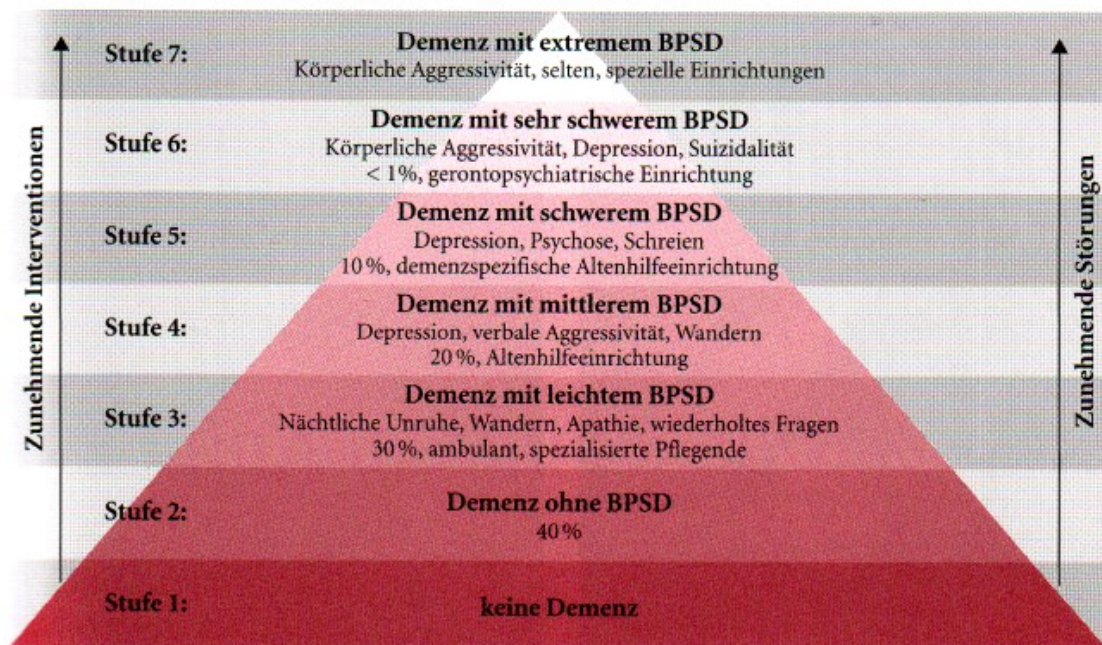 Zunehmende Interventionen
Stufe 7:
Demenz mit extremem BPSD
Körperliche Aggressivität, selten, spezielle Einrichtungen
Stufe 6:
Demenz mit sehr schwerem BPSD
Körperliche Aggressivität, Depression, Suizidalität
< 1%, gerontopsychiatrische Einrichtung
Stufe 5:
Demenz mit schwerem BPSD
Depression, Psychose, Schreien
10 %, demenzspezifische Altenhilfeeinrichtung
Stufe 4:
Demenz mit mittlerem BPSD
Depression, verbale Aggressivität, Wandern
20 %, Altenhilfeeinrichtung
Stufe 3:
Demenz mit leichtem BPSD
Nächtliche Unruhe, Wandern, Apathie, wiederholtes Fragen
30 %, ambulant, spezialisierte Pflegende
Stufe 2:
Demenz ohne BPSD
40 %
Stufe 1:
keine Demenz
Zunehmende Störungen